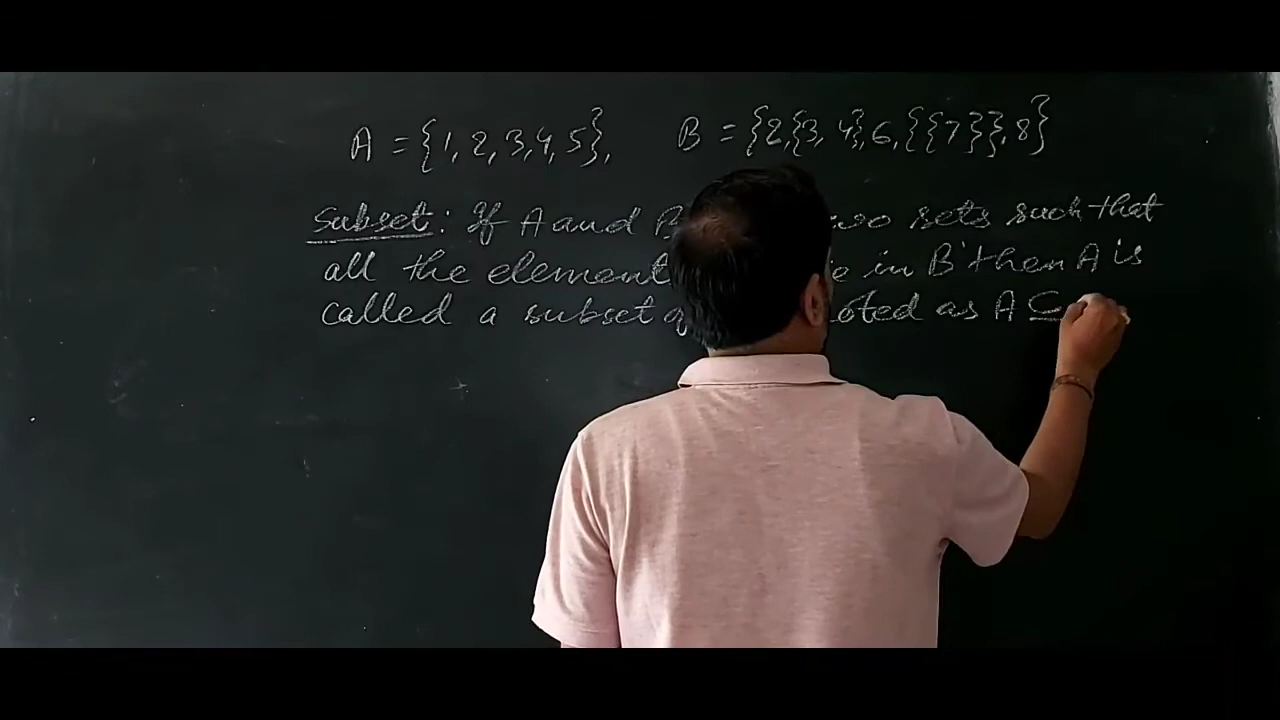 A = {1, 2, 3, 4, 5}, B = {2, {3, 4}, 6, {{7}}, 8}
Subset: If A and B sets such that
all the element in B then A is
called a subset as A ⊆